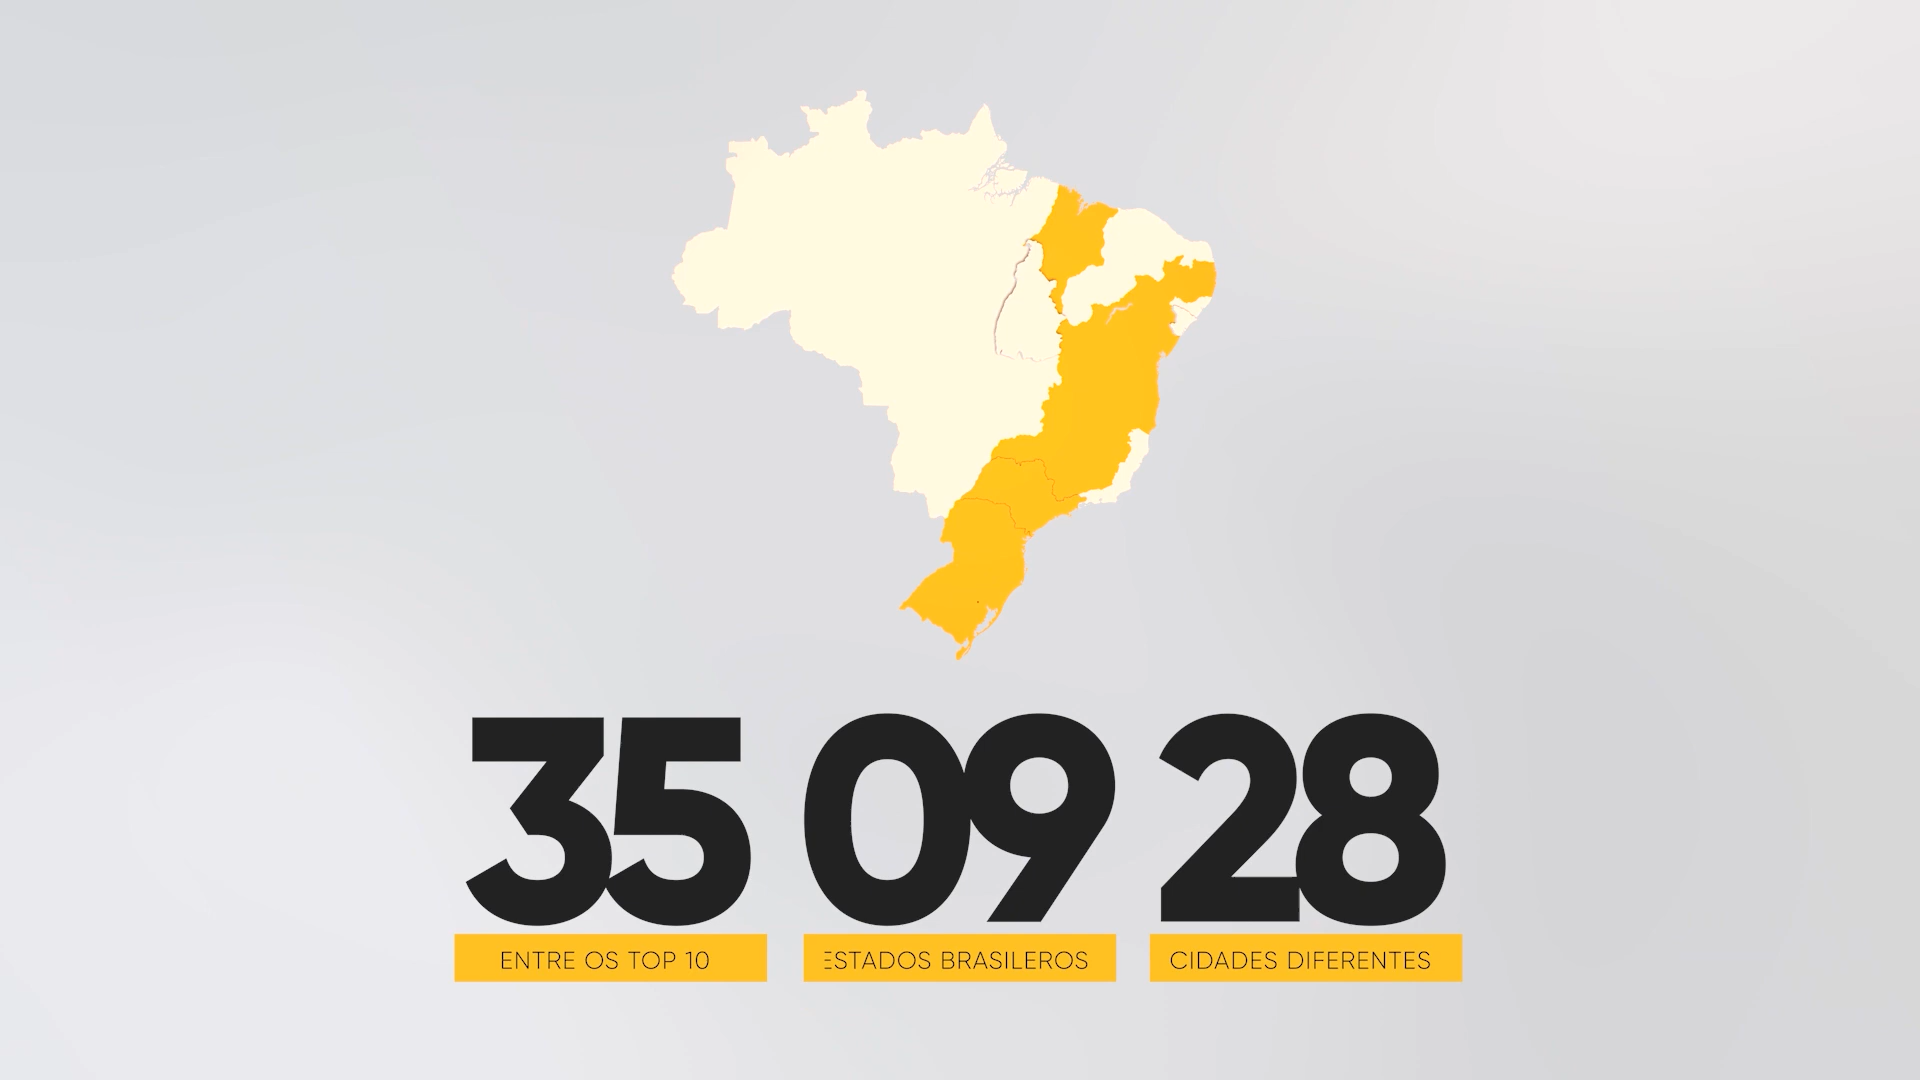 35 09 28
ENTRE OS TOP 10
ESTADOS BRASILEROS
CIDADES DIFERENTES